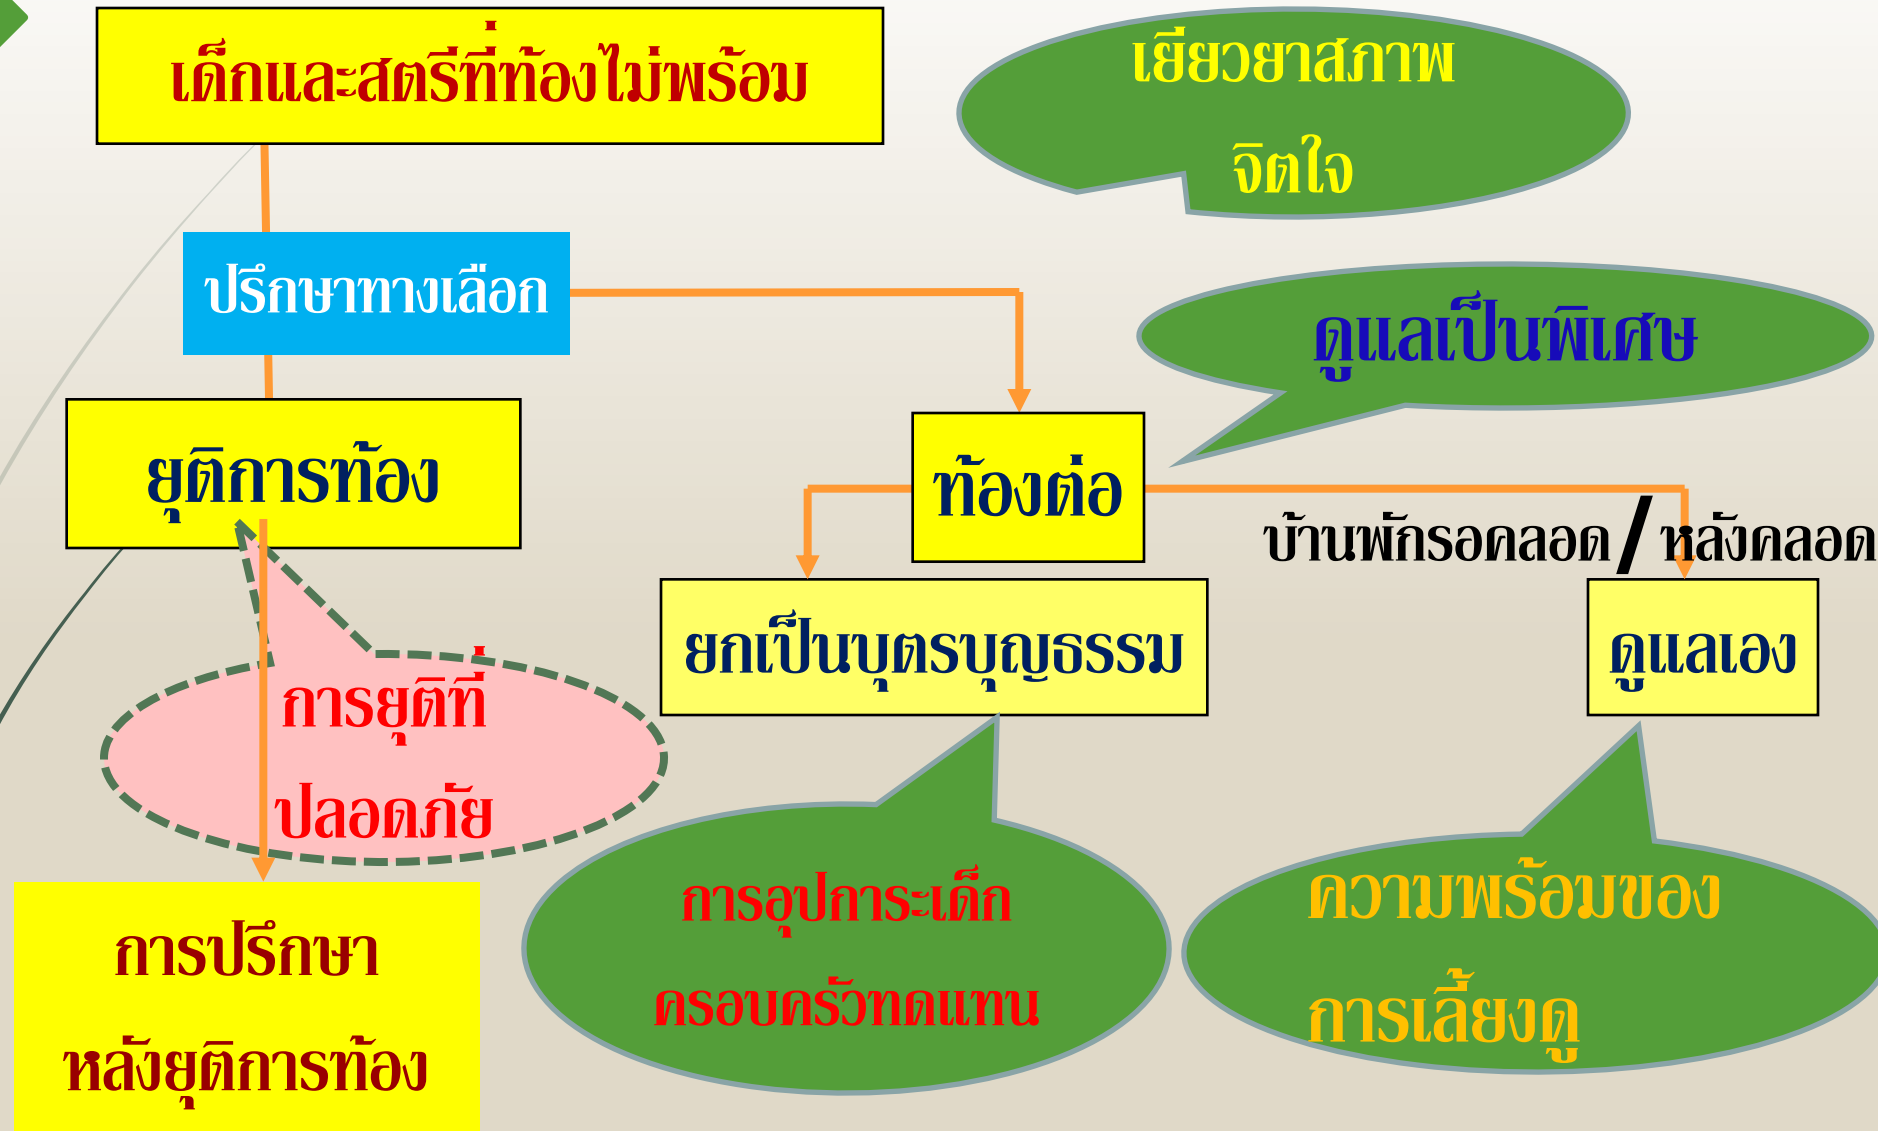 เด็กและสตรีที่ท้องไม่พร้อม
เยียวยาสภาพ
จิตใจ
ปรึกษาทางเลือก
ดูแลเป็นพิเศษ
ยุติการท้อง
ท้องต่อ
บ้านพักรอคลอด/หลังคลอด
ยกเป็นบุตรบุญธรรม
ดูแลเอง
การยุติที่
ปลอดภัย
การอุปการะเด็ก
ครอบครัวทดแทน
ความพร้อมของ
การเลี้ยงดู
การปรึกษา
หลังยุติการท้อง